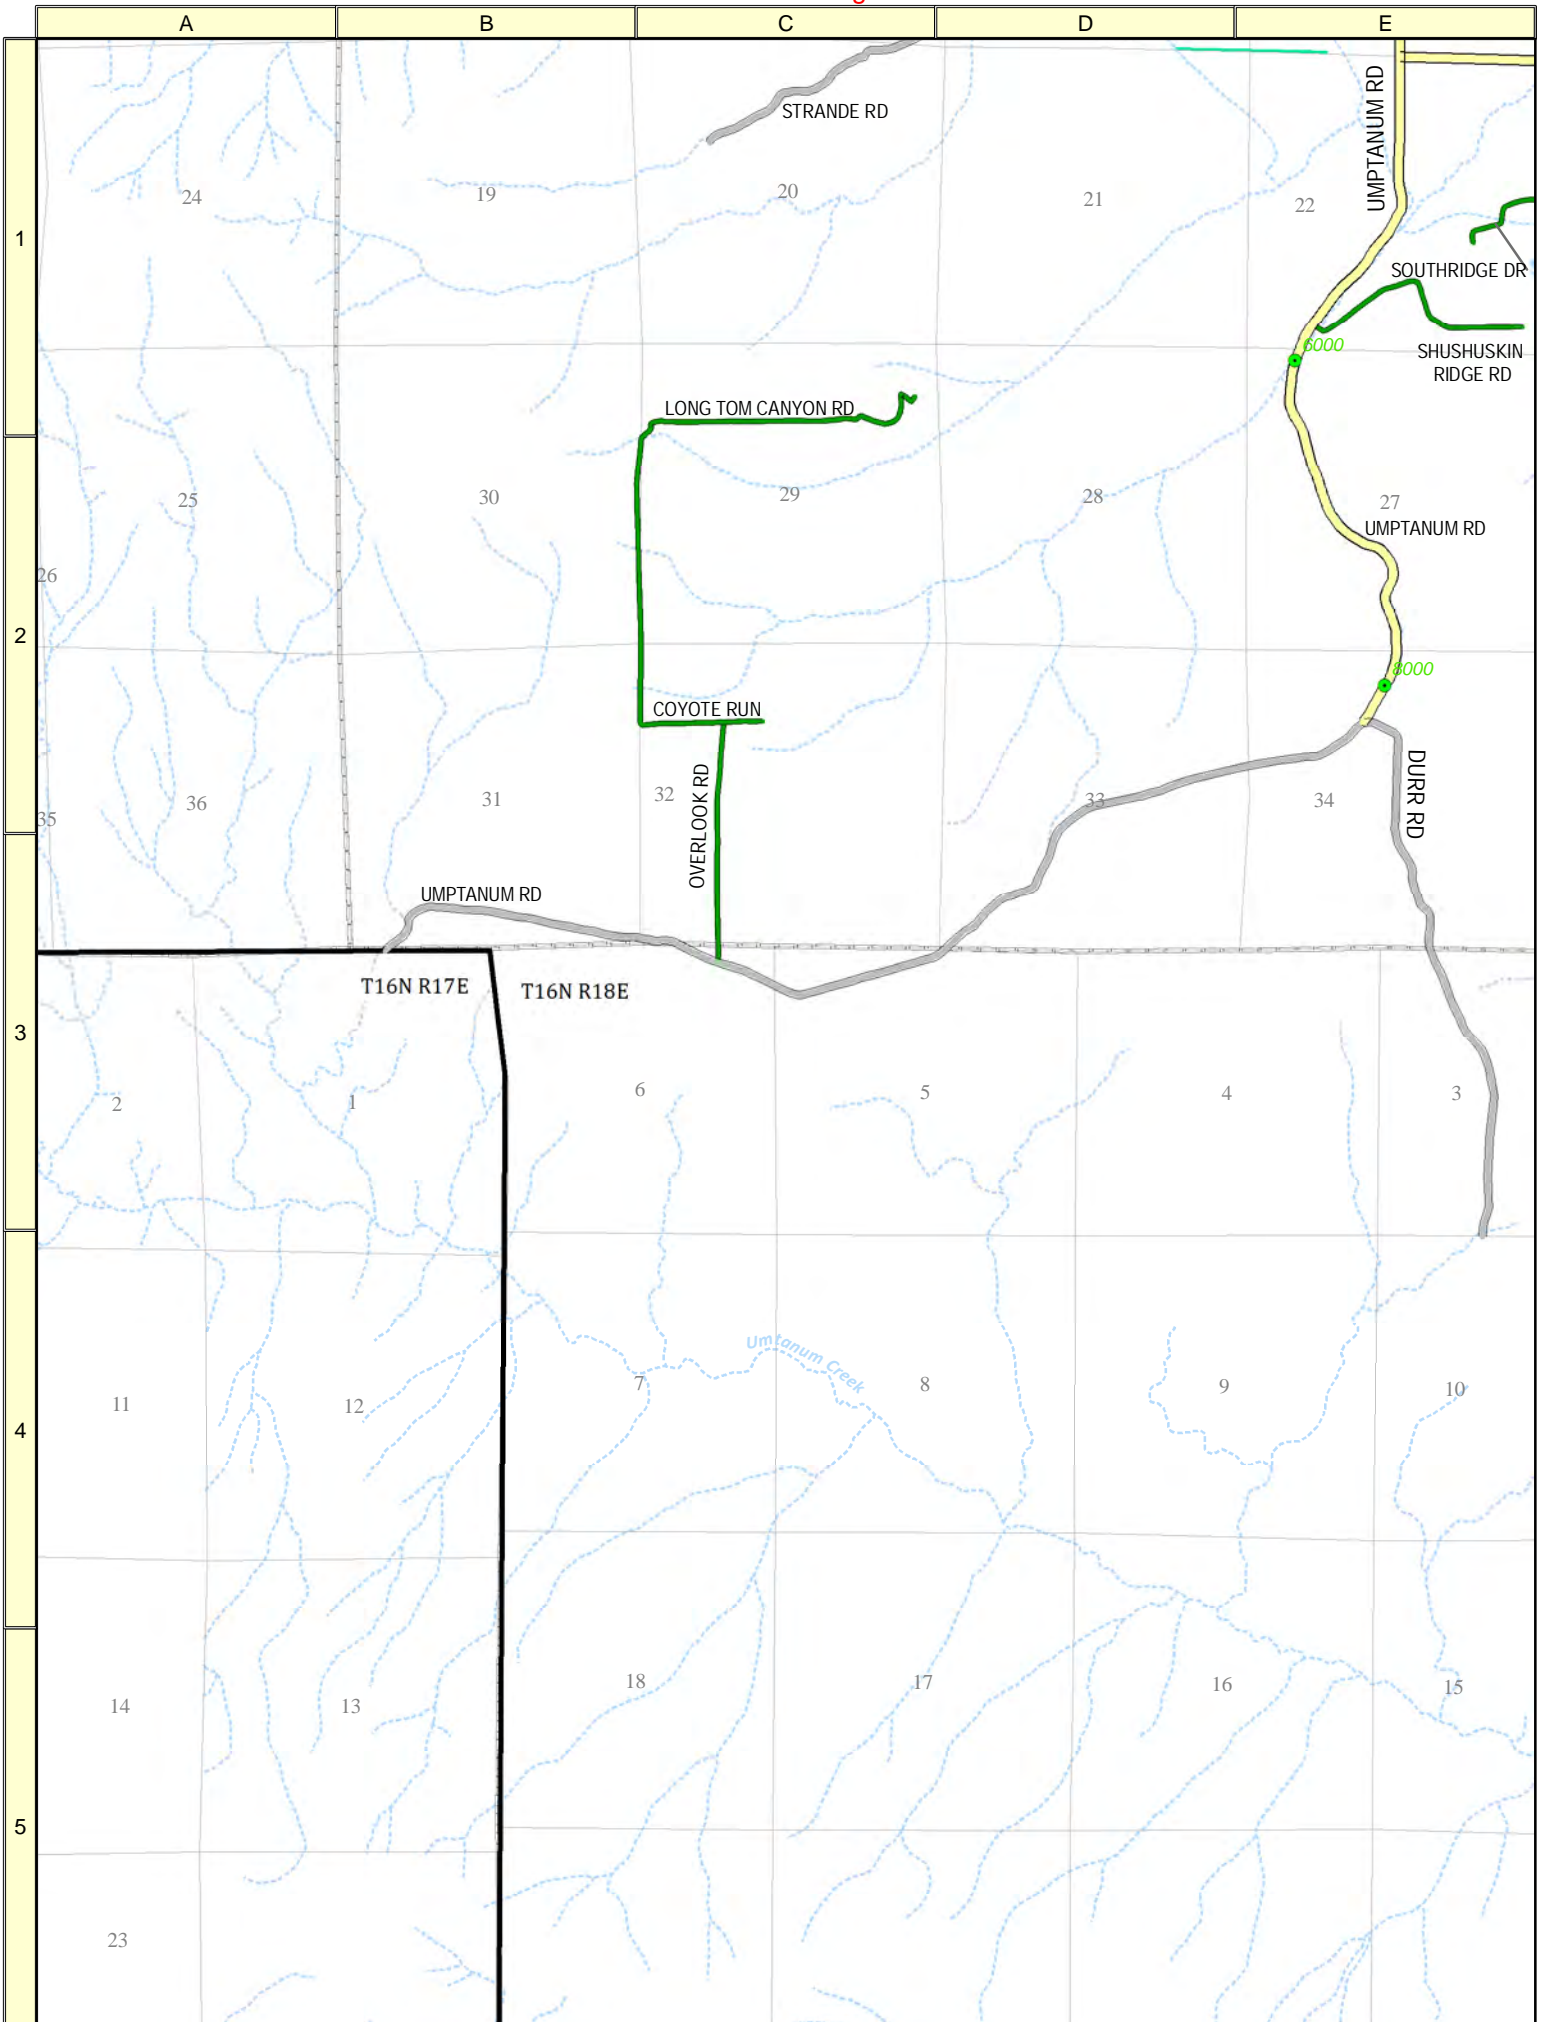 A B C D E
STRANDE RD
UMPTANUM RD
24 19 20 21 22
1
SOUTHRIDGE DR
6000
SHUSHUSKIN
RIDGE RD
LONG TOM CANYON RD
25 30 29 28 27
UMPTANUM RD
26
2
8000
COYOTE RUN
OVERLOOK RD
DURR RD
35 36 31 32 33 34
UMPTANUM RD
T16N R17E T16N R18E
3
2 1 6 5 4 3
Umtanum Creek
11 12 7 8 9 10
4
14 13 18 17 16 15
5
23